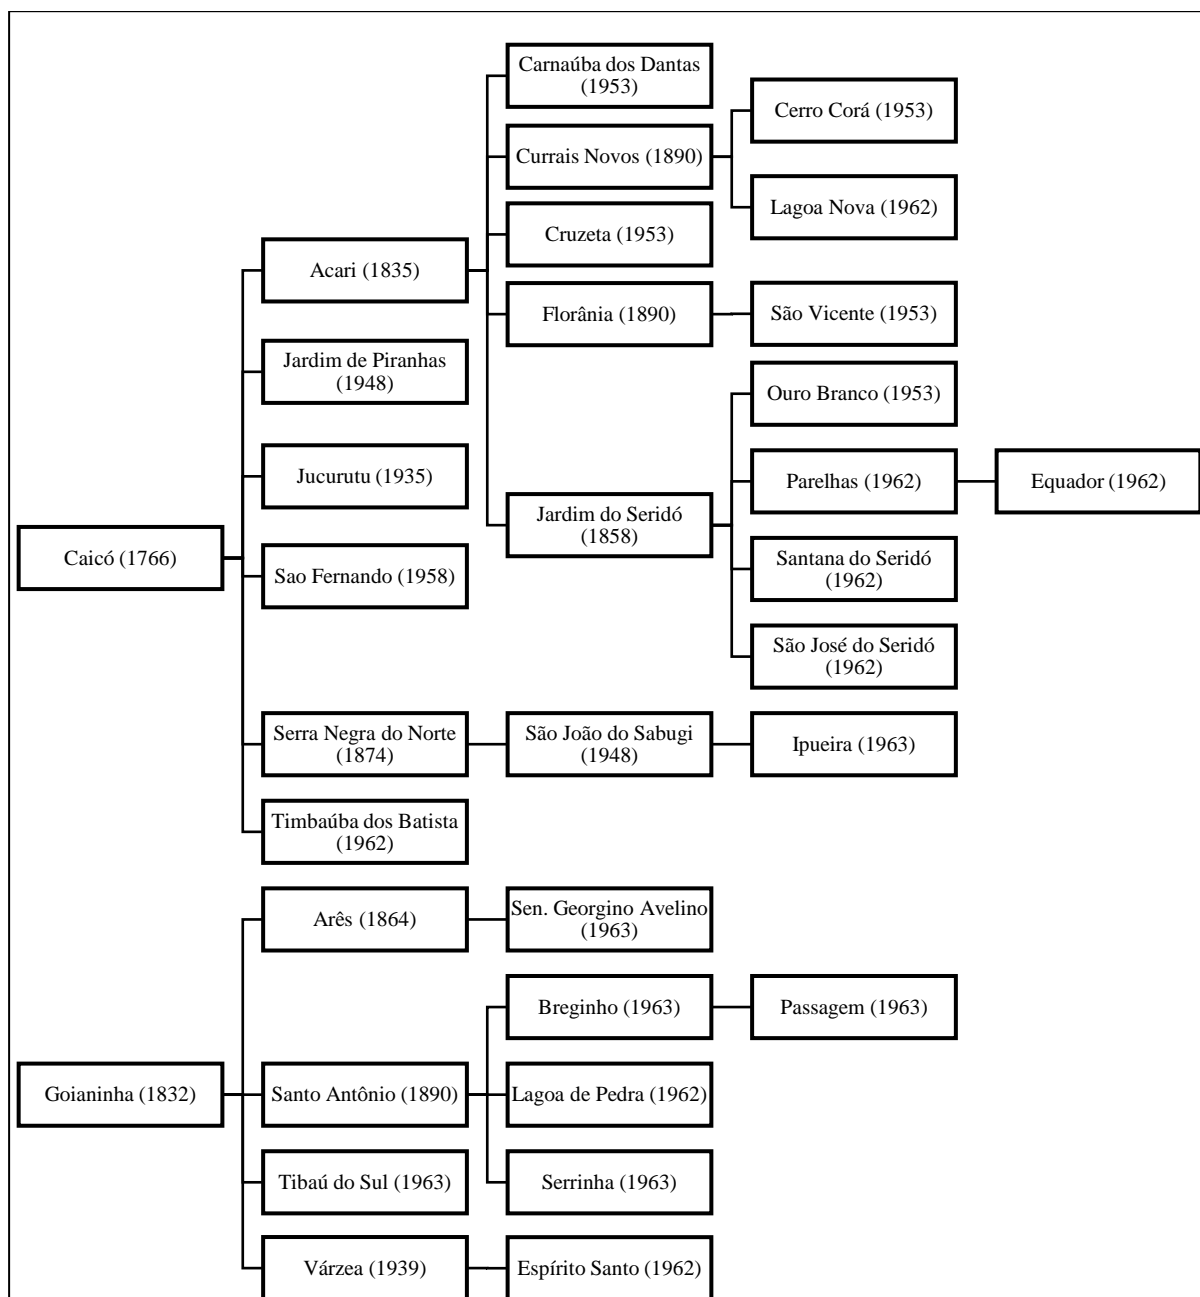 Carnaúba dos Dantas
(1953)
Cerro Corá (1953)
Currais Novos (1890)
Lagoa Nova (1962)
Cruzeta (1953)
Acari (1835)
Florânia (1890)
São Vicente (1953)
Jardim de Piranhas
(1948)
Ouro Branco (1953)
Jucurutu (1935)
Parelhas (1962)
Equador (1962)
Jardim do Seridó
(1858)
Caicó (1766)
Sao Fernando (1958)
Santana do Seridó
(1962)
São José do Seridó
(1962)
Serra Negra do Norte
(1874)
São João do Sabugi
(1948)
Ipueira (1963)
Timbaúba dos Batista
(1962)
Arês (1864)
Sen. Georgino Avelino
(1963)
Breginho (1963)
Passagem (1963)
Goianinha (1832)
Santo Antônio (1890)
Lagoa de Pedra (1962)
Tibaú do Sul (1963)
Serrinha (1963)
Várzea (1939)
Espírito Santo (1962)